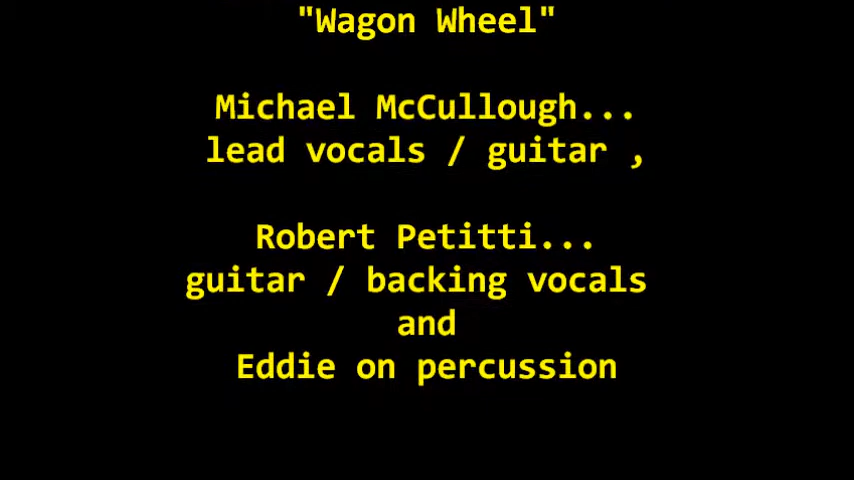 "Wagon Wheel"
Michael McCullough...
lead vocals / guitar ,
Robert Petitti...
guitar / backing vocals
and
Eddie on percussion